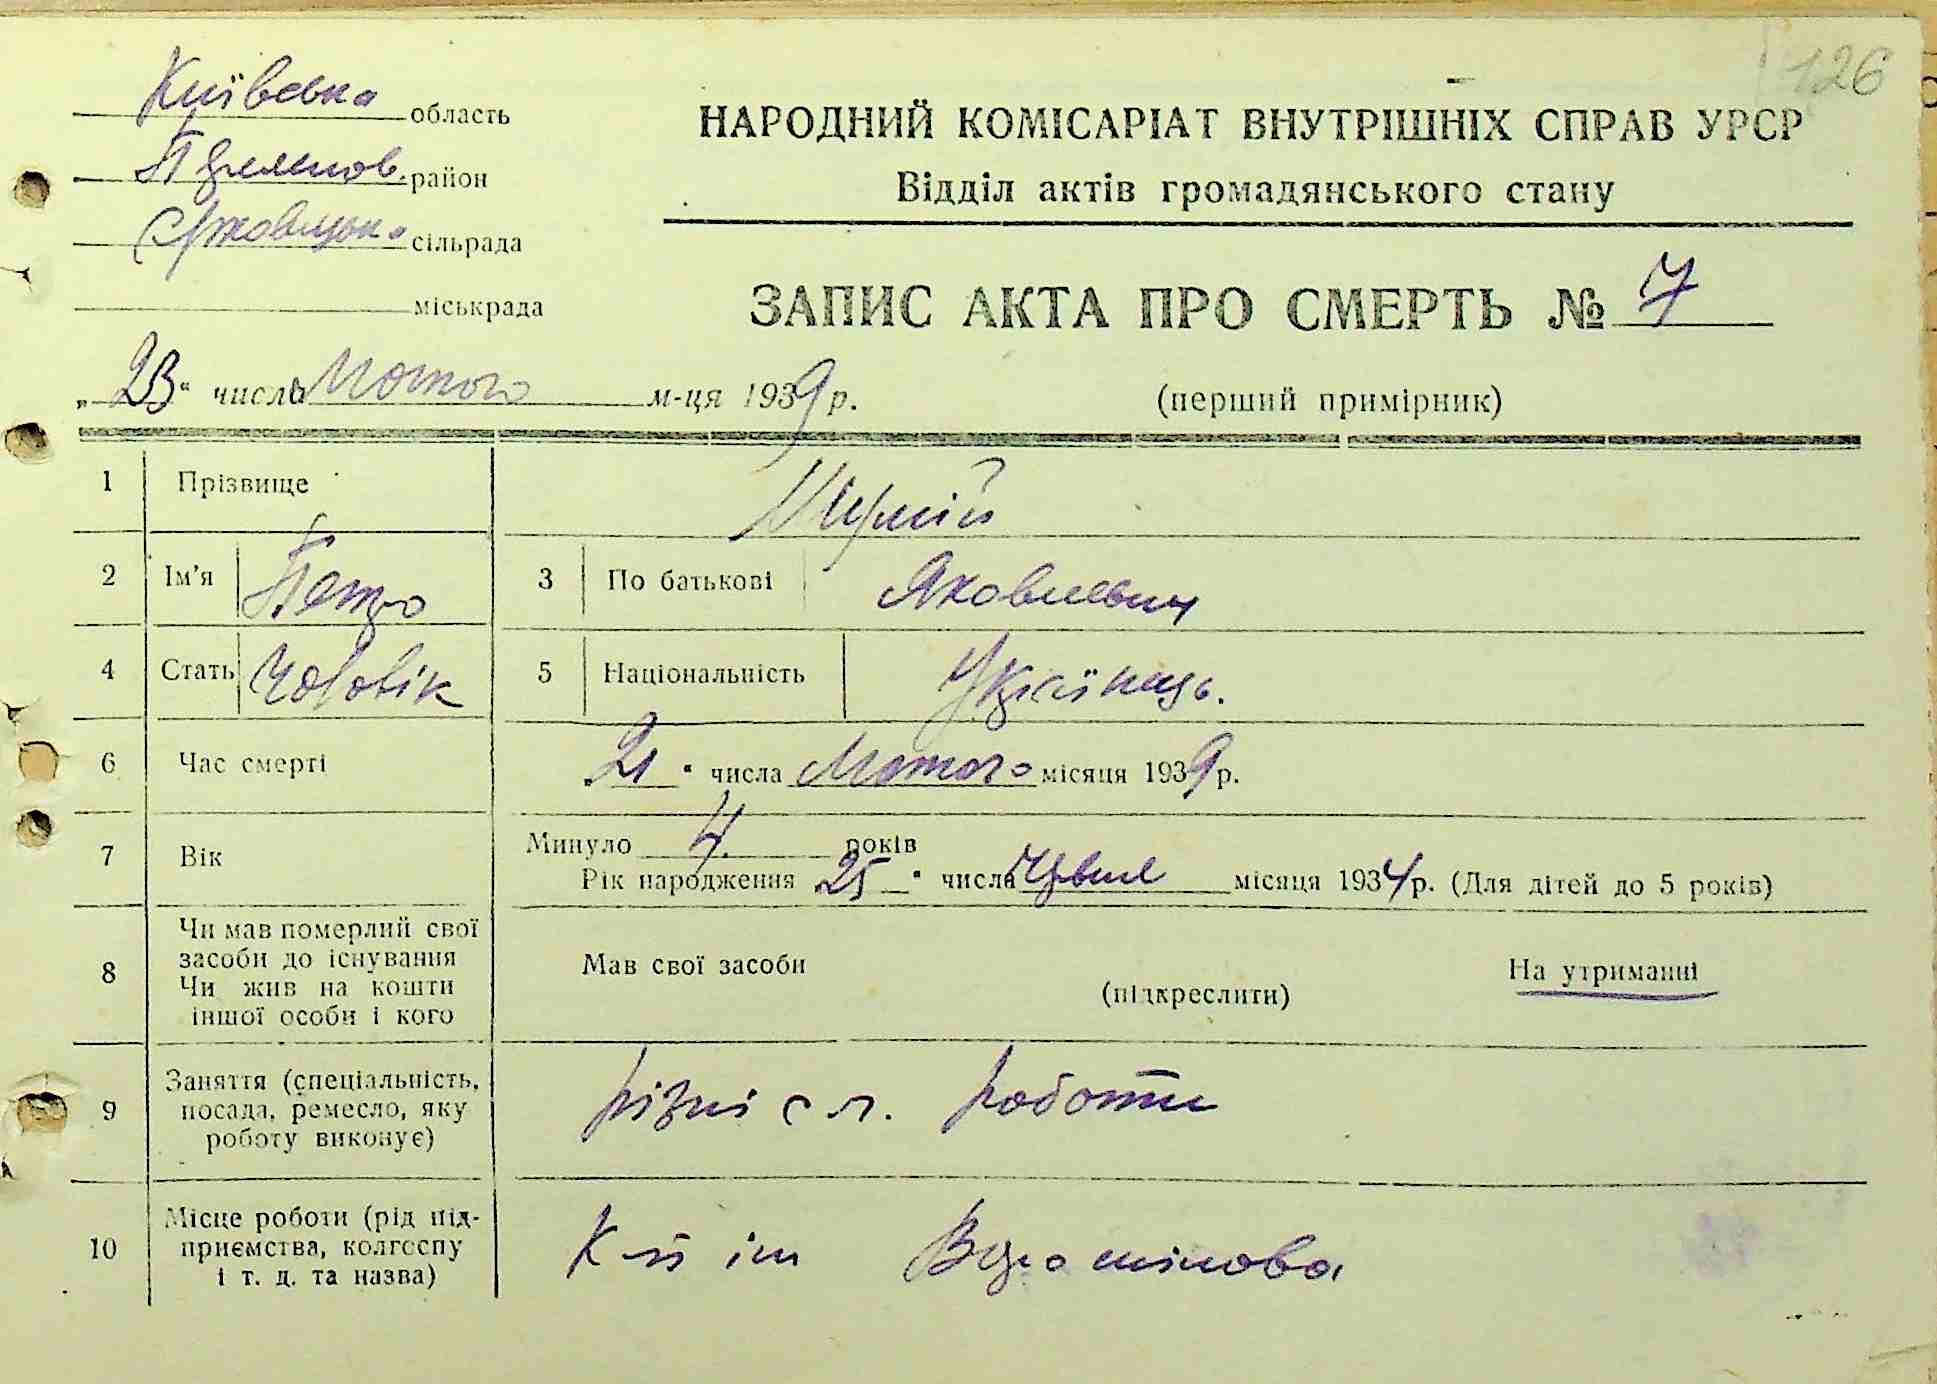 126
Київська область
район
сільрада
міськрада
НАРОДНИЙ КОМІСАРІАТ ВНУТРІШНІХ СПРАВ УРСР
Відділ актів громадянського стану
ЗАПИС АКТА ПРО СМЕРТЬ № 7
„23“ числа Лютого м-ця 1939 р.
(перший примірник)
1 Прізвище
2 Ім’я Петро 3 По батькові Яковлевич
4 Стать Чоловік 5 Національність Українець.
6 Час смерті „21“ числа Лютого місяця 1939 р.
7 Вік Минуло 4. років
Рік народження 25“ числа місяця 1934 р. (Для дітей до 5 років)
8 Чи мав померлий свої
засоби до існування
Чи жив на кошти
іншої особи і кого
Мав свої засоби (підкреслити) На утриманні
9 Заняття (спеціальність,
посада, ремесло, яку
роботу виконує)
різні с г. роботи
10 Місце роботи (рід під-
приємства, колгоспу
і т. д. та назва)
К-п ім Ворошілова